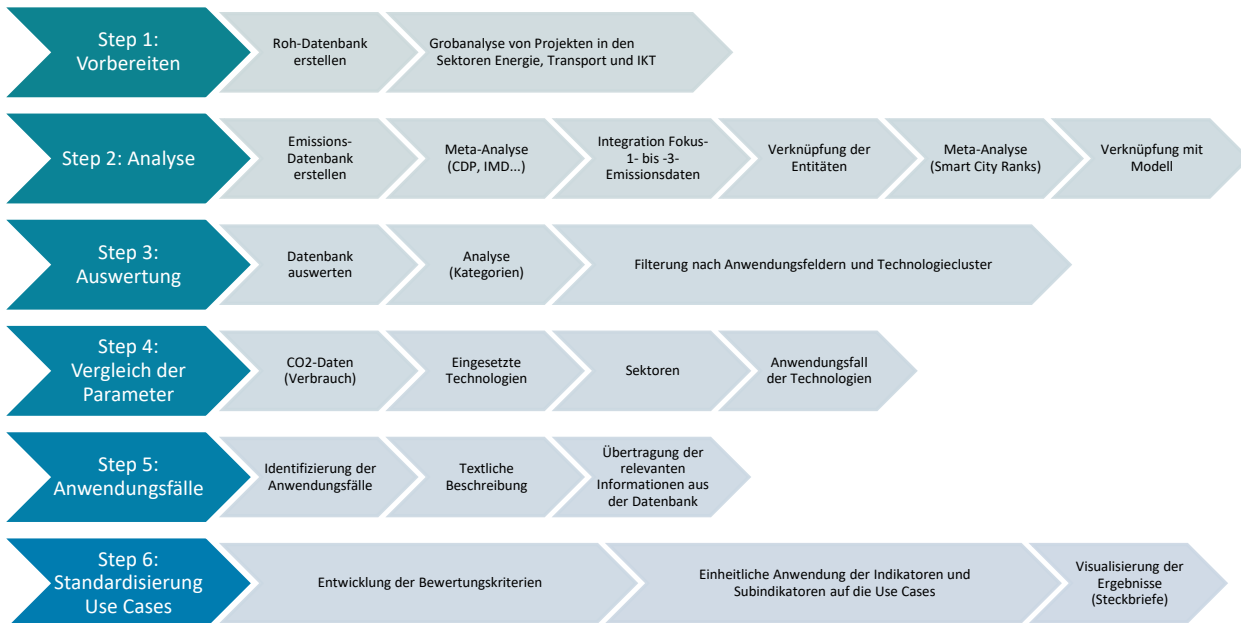 Step 1:
Vorbereiten
Roh-Datenbank
erstellen
Grobanalyse von Projekten in den
Sektoren Energie, Transport und IKT
Step 2: Analyse
Emissions-
Datenbank
erstellen
Meta-Analyse
(CDP, IMD...)
Integration Fokus-
1- bis -3-
Emissionsdaten
Verknüpfung der
Entitäten
Meta-Analyse
(Smart City Ranks)
Verknüpfung mit
Modell
Step 3:
Auswertung
Datenbank
auswerten
Analyse
(Kategorien)
Filterung nach Anwendungsfeldern und Technologiecluster
Step 4:
Vergleich der
Parameter
CO2-Daten
(Verbrauch)
Eingesetzte
Technologien
Sektoren
Anwendungsfall
der Technologien
Step 5:
Anwendungsfälle
Identifizierung der
Anwendungsfälle
Textliche
Beschreibung
Übertragung der
relevanten
Informationen aus
der Datenbank
Step 6:
Standardisierung
Use Cases
Entwicklung der Bewertungskriterien
Einheitliche Anwendung der Indikatoren und
Subindikatoren auf die Use Cases
Visualisierung der
Ergebnisse
(Steckbriefe)